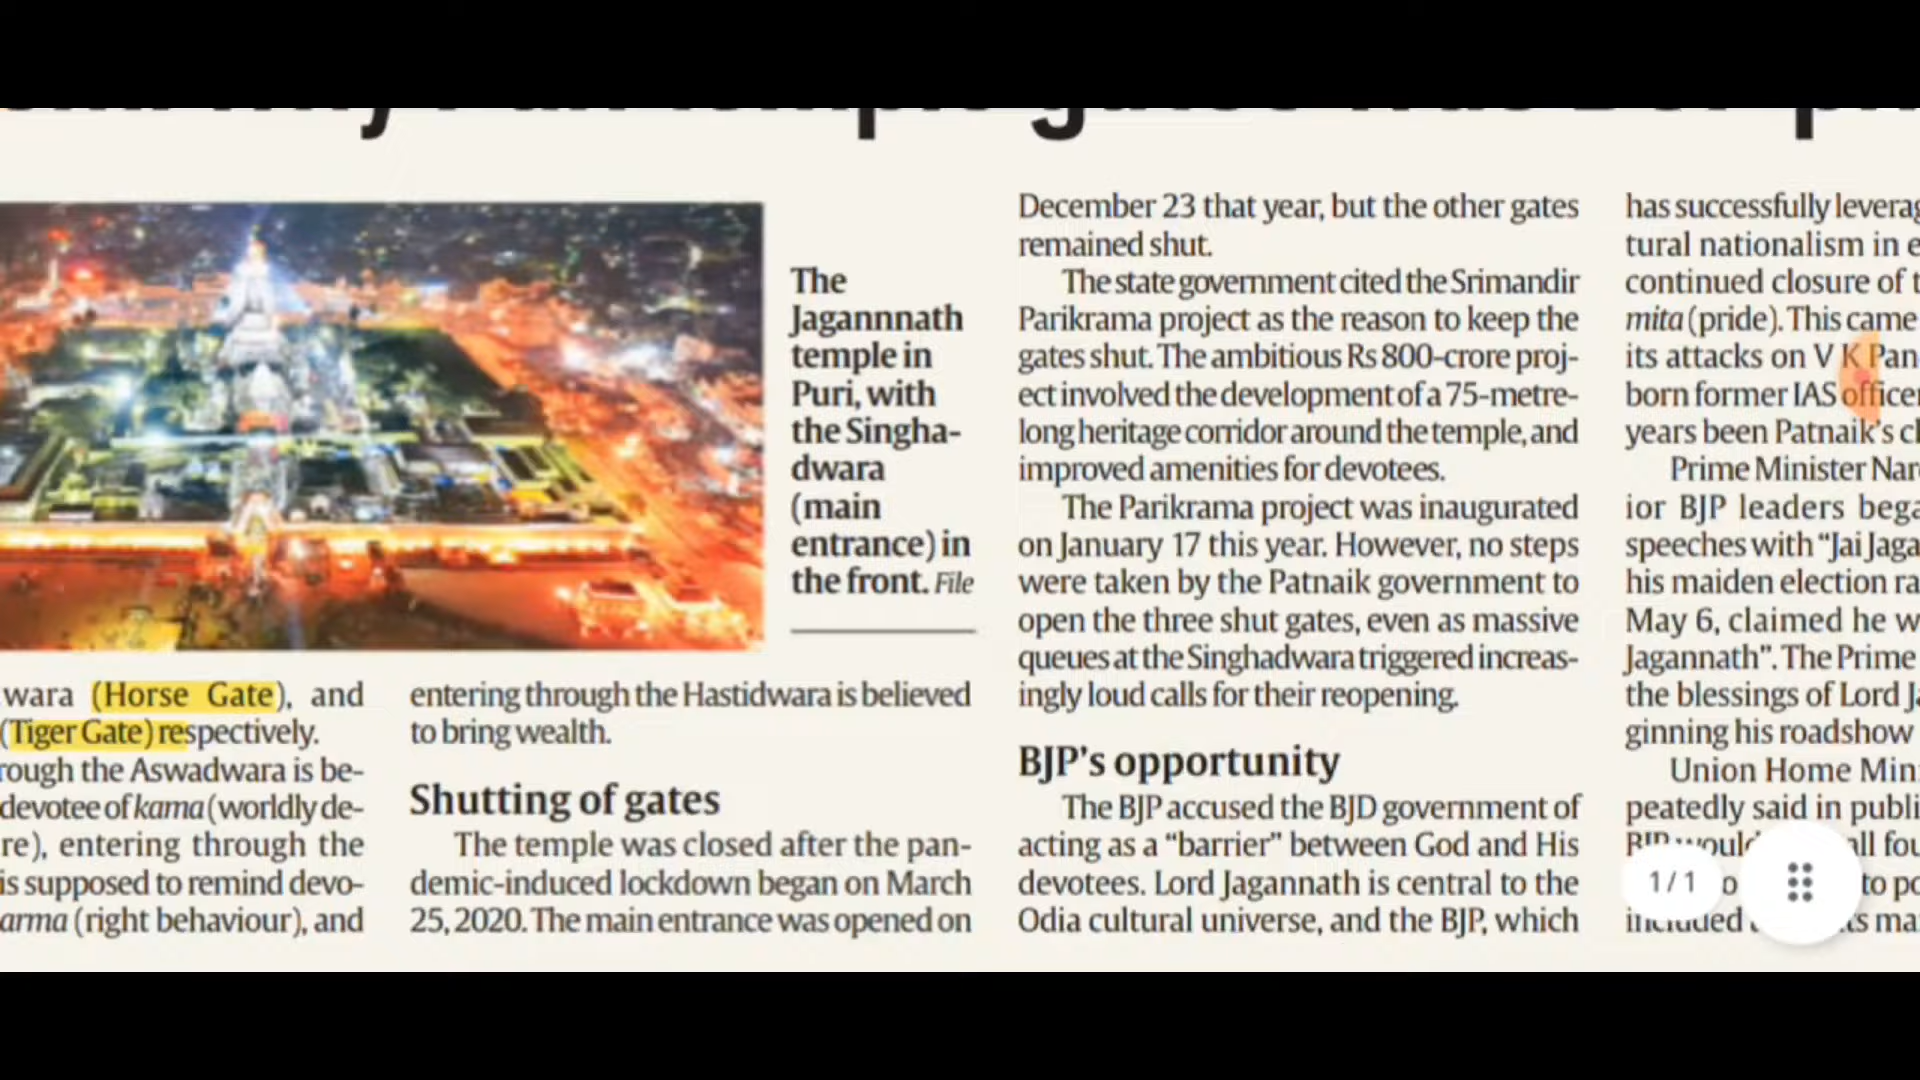 The
Jagannnath
temple in
Puri, with
the Singha-
dwara
(main
entrance) in
the front. File
wara (Horse Gate), and
(Tiger Gate) respectively.
rough the Aswadwara is be-
devotee of kama (worldly de-
re), entering through the
is supposed to remind devo-
arma (right behaviour), and
entering through the Hastidwara is believed
to bring wealth.
Shutting of gates
The temple was closed after the pan-
demic-induced lockdown began on March
25, 2020. The main entrance was opened on
December 23 that year, but the other gates
remained shut.
The state government cited the Srimandir
Parikrama project as the reason to keep the
gates shut. The ambitious Rs 800-crore proj-
ect involved the development of a 75-metre-
long heritage corridor around the temple, and
improved amenities for devotees.
The Parikrama project was inaugurated
on January 17 this year. However, no steps
were taken by the Patnaik government to
open the three shut gates, even as massive
queues at the Singhadwara triggered increas-
ingly loud calls for their reopening.
BJP's opportunity
The BJP accused the BJD government of
acting as a “barrier” between God and His
devotees. Lord Jagannath is central to the
Odia cultural universe, and the BJP, which
has successfully leverag
tural nationalism in e
continued closure of t
mita (pride). This came
its attacks on V K Pan
born former IAS officer
years been Patnaik’s cl
Prime Minister Nar
ior BJP leaders bega
speeches with “Jai Jaga
his maiden election ra
May 6, claimed he w
Jagannath”. The Prime
the blessings of Lord Ja
ginning his roadshow
Union Home Min
peatedly said in publi
BJP would all fou
to po
included ts ma
1 / 1